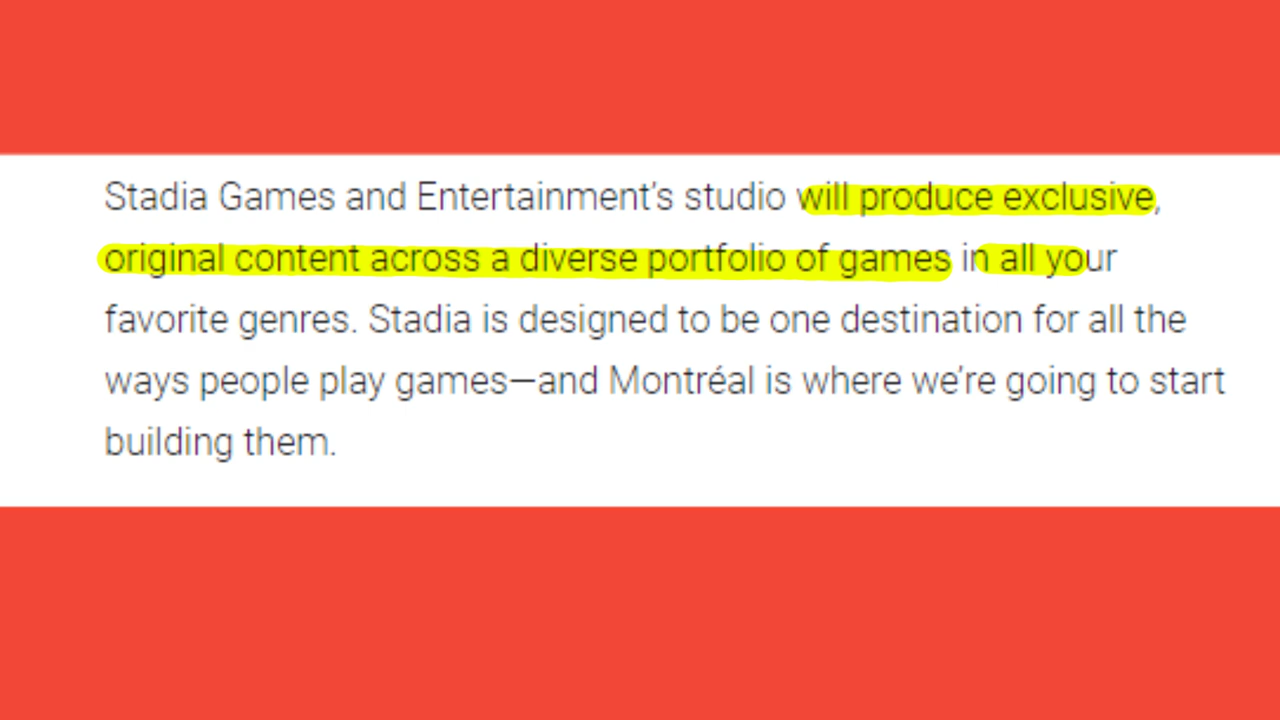 Stadia Games and Entertainment’s studio will produce exclusive,
original content across a diverse portfolio of games in all your
favorite genres. Stadia is designed to be one destination for all the
ways people play games—and Montréal is where we’re going to start
building them.